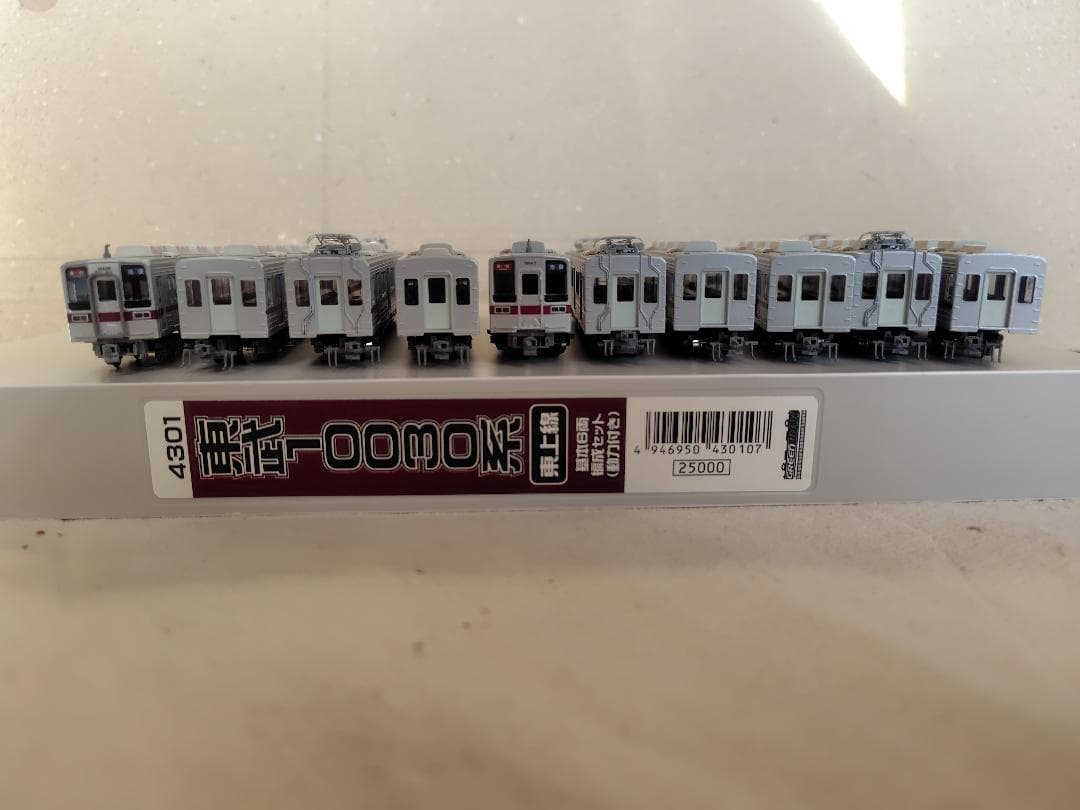 4301
東武10030系
東上線
基本6両
編成セット
(動力付き)
4 946950 430107
25000
GREENMAX